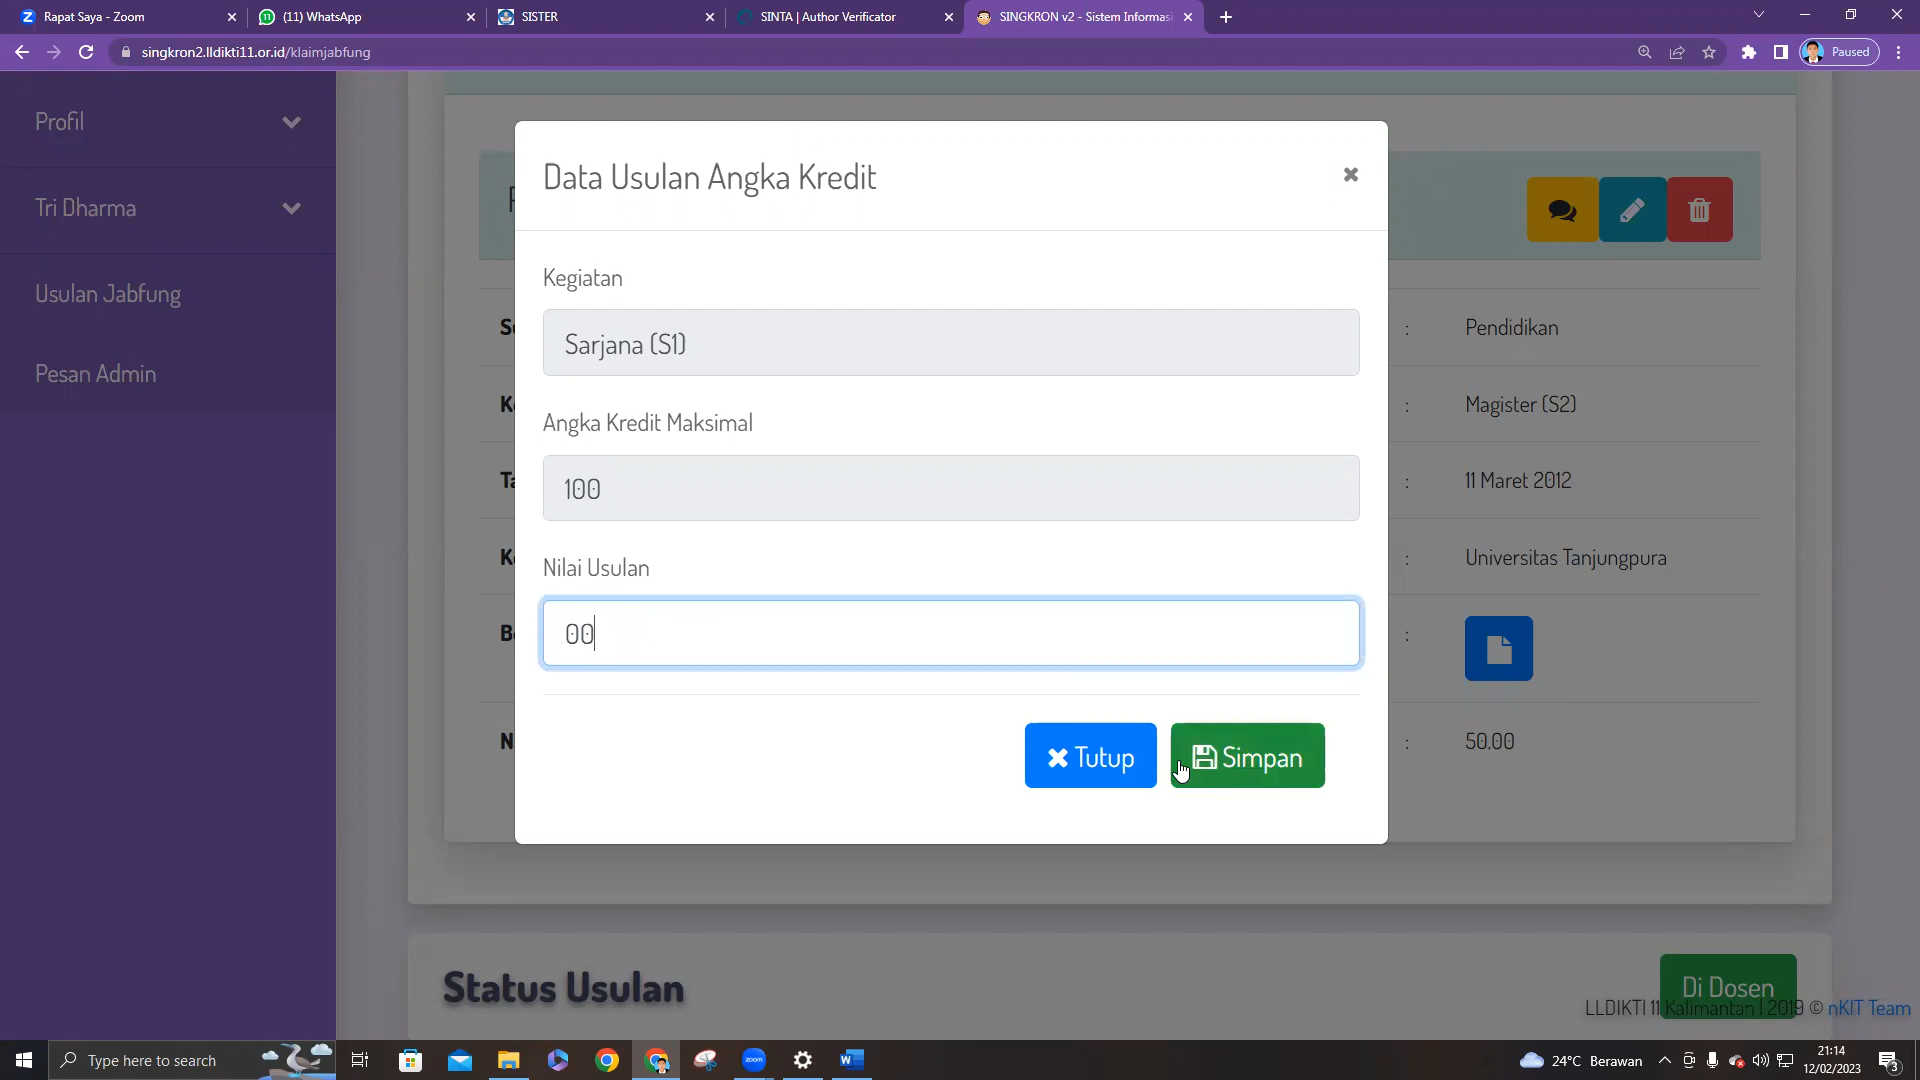 Rapat Saya - Zoom
(11) WhatsApp
SISTER
SINTA | Author Verificator
SINGKRON v2 - Sistem Informasi
singkron2.lldikti11.or.id/klaimjabfung
Paused
Profil
Tri Dharma
Usulan Jabfung
Pesan Admin
Data Usulan Angka Kredit
Kegiatan
Sarjana (S1)
Angka Kredit Maksimal
100
Nilai Usulan
00
Tutup
Simpan
: Pendidikan
: Magister (S2)
: 11 Maret 2012
: Universitas Tanjungpura
:
: 50.00
Status Usulan
Di Dosen
LLDIKTI 11 Kalimantan | 2019 © nKIT Team
Type here to search
zoom
24°C Berawan
21:14
12/02/2023
3